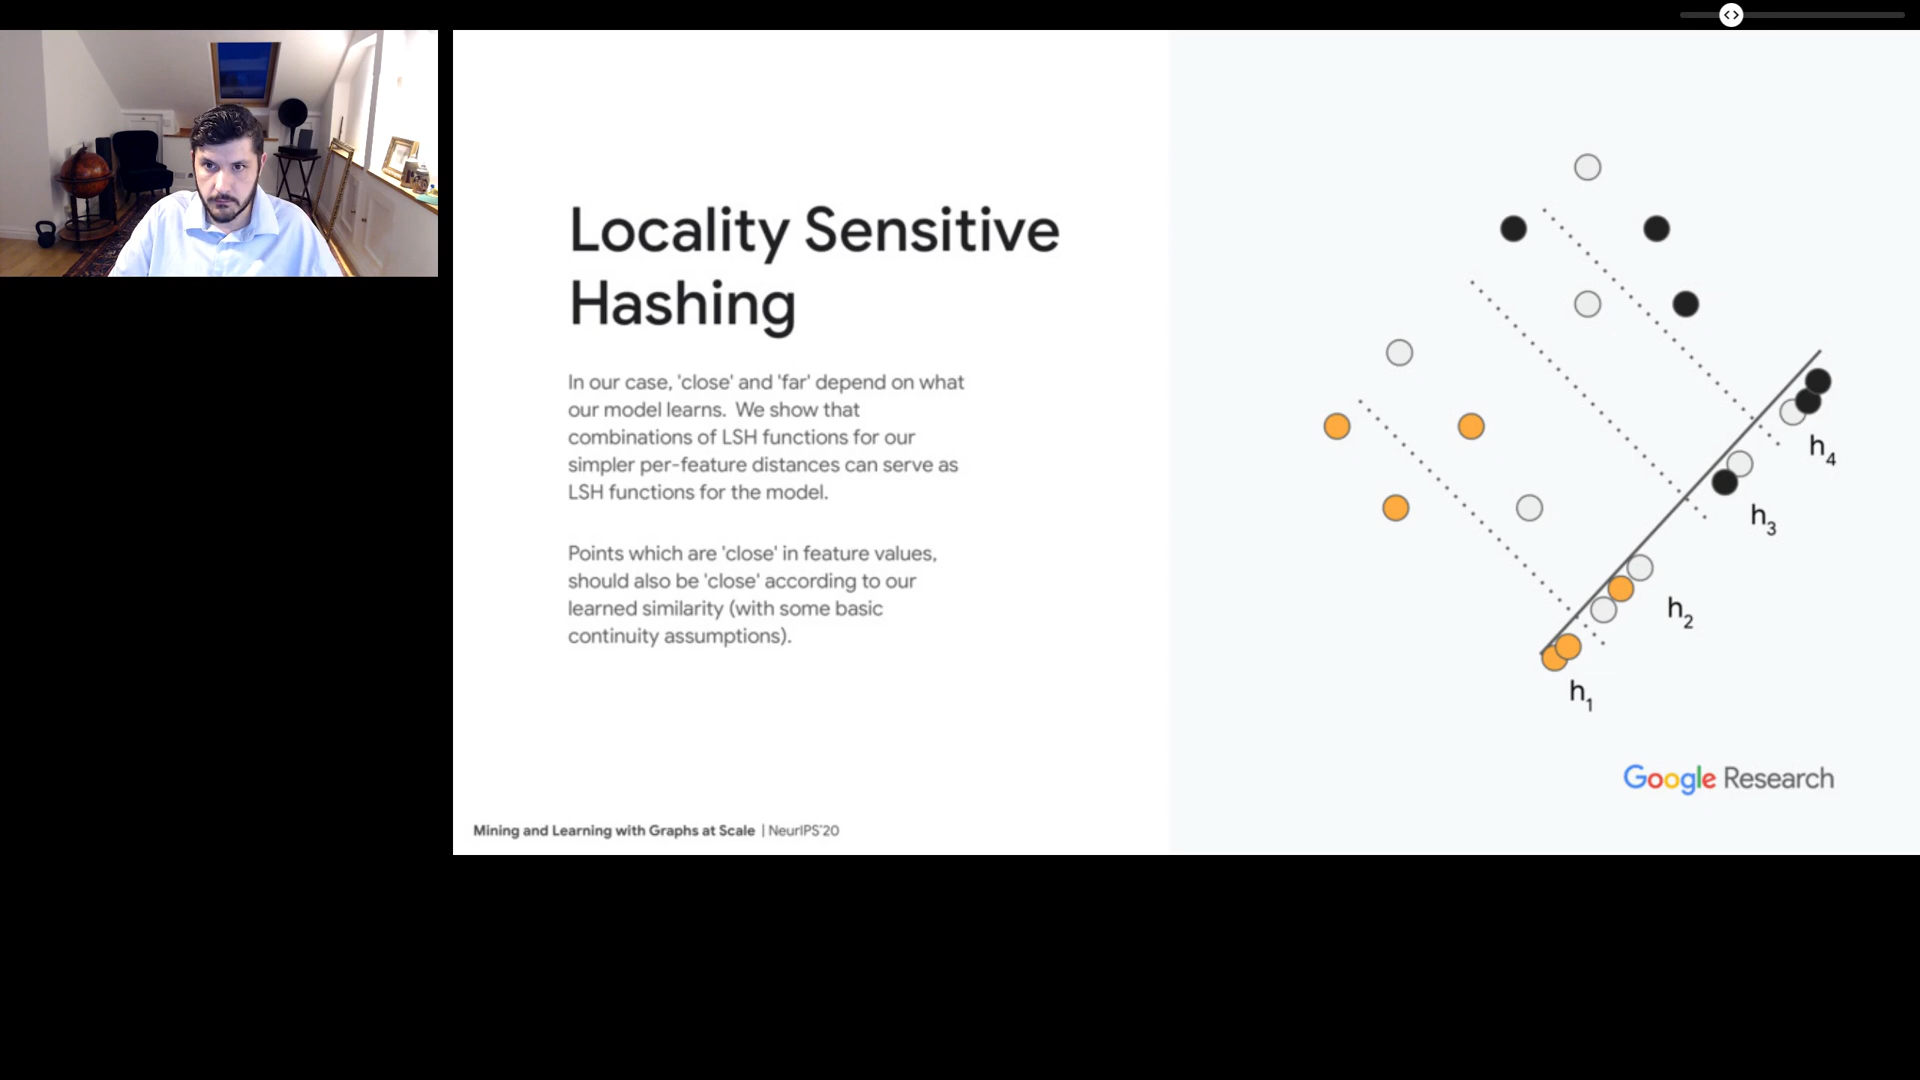 Locality Sensitive
Hashing
In our case, 'close' and 'far' depend on what
our model learns.  We show that
combinations of LSH functions for our
simpler per-feature distances can serve as
LSH functions for the model.
Points which are 'close' in feature values,
should also be 'close' according to our
learned similarity (with some basic
continuity assumptions).
h4
h3
h2
h1
Google Research
Mining and Learning with Graphs at Scale | NeurIPS'20